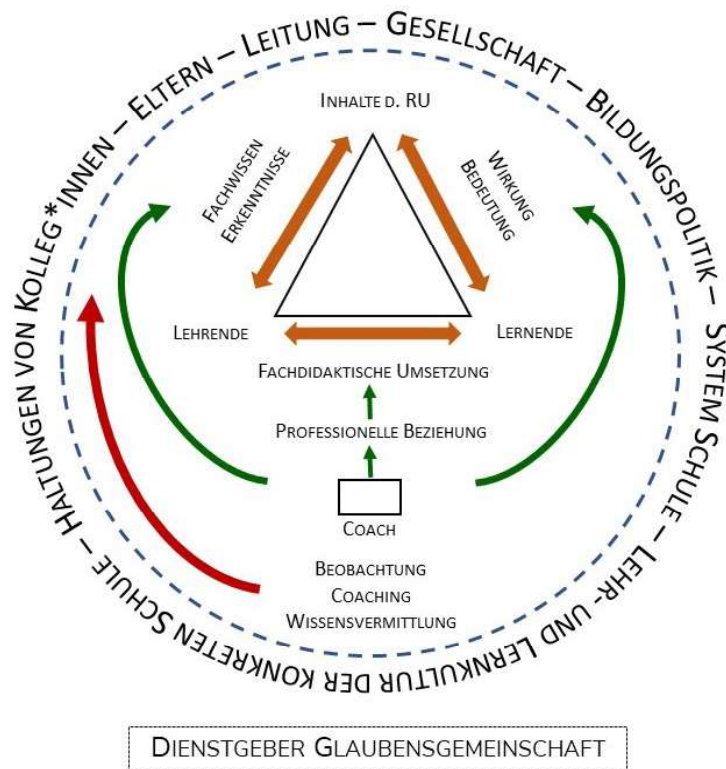 Haltungen von Kolleg*innen – Eltern – Leitung – Gesellschaft – Bildungspolitik – System Schule – Lehr- und Lernkultur der konkreten Schule –
Inhalte d. RU
Fachwissen
Erkenntnisse
Wirkung
Bedeutung
Lehrende
Lernende
Fachdidaktische Umsetzung
Professionelle Beziehung
Coach
Beobachtung
Coaching
Wissensvermittlung
Dienstgeber Glaubensgemeinschaft